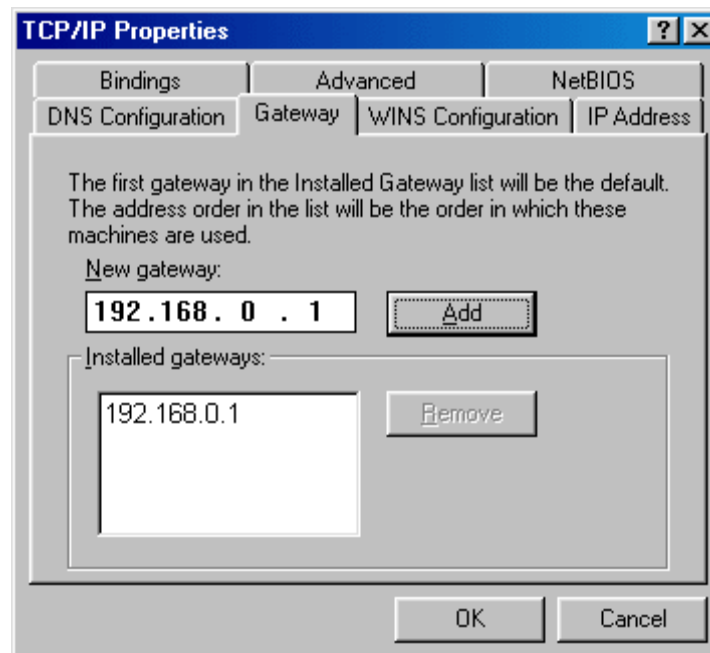 TCP/IP Properties
? X
Bindings Advanced NetBIOS
DNS Configuration Gateway WINS Configuration IP Address
The first gateway in the Installed Gateway list will be the default.
The address order in the list will be the order in which these
machines are used.
New gateway:
192.168. 0 . 1 Add
Installed gateways:
192.168.0.1 Remove
OK Cancel